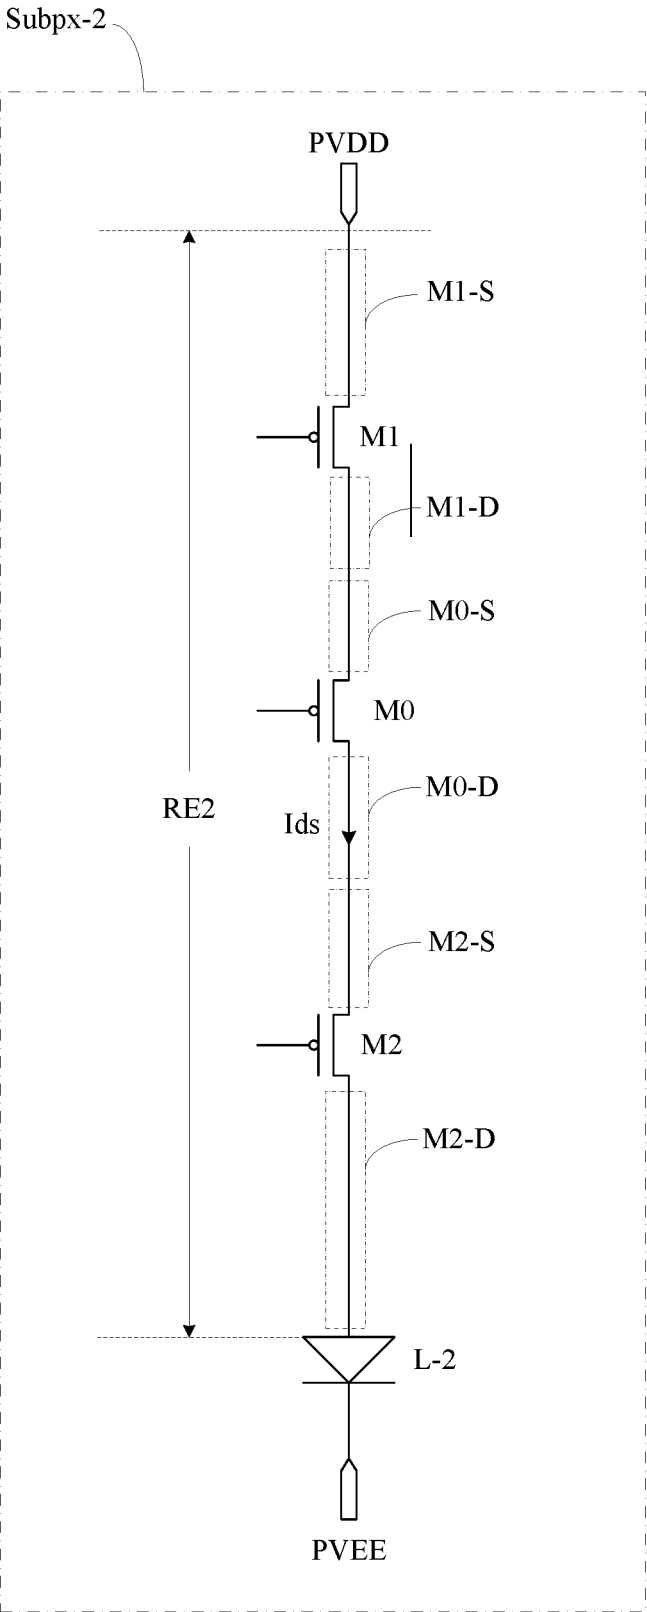 Subpx-2
PVDD
M1-S
M1
M1-D
M0-S
M0
M0-D
RE2
Ids
M2-S
M2
M2-D
L-2
PVEE